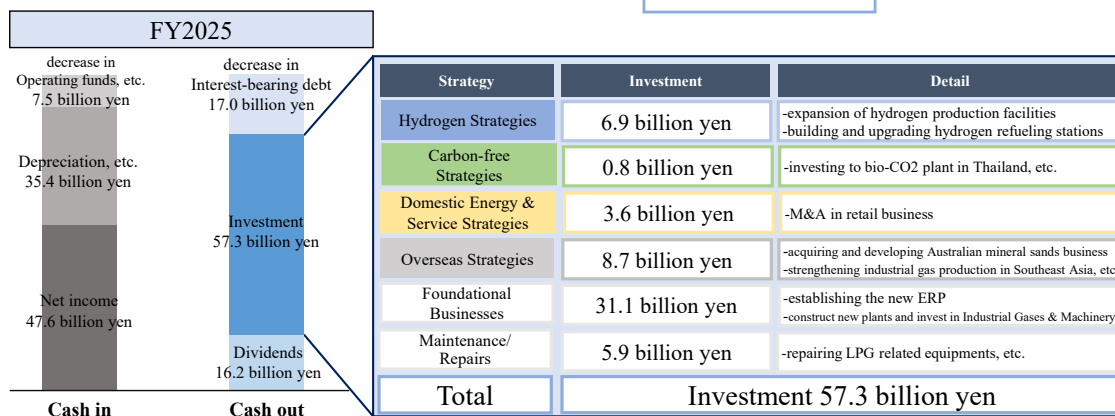 FY2025
decrease in
Operating funds, etc.
7.5 billion yen
Depreciation, etc.
35.4 billion yen
Net income
47.6 billion yen
Cash in
decrease in
Interest-bearing debt
17.0 billion yen
Investment
57.3 billion yen
Dividends
16.2 billion yen
Cash out
Strategy Investment Detail
Hydrogen Strategies
6.9 billion yen
-expansion of hydrogen production facilities
-building and upgrading hydrogen refueling stations
Carbon-free
Strategies
0.8 billion yen
-investing to bio-CO2 plant in Thailand, etc.
Domestic Energy &
Service Strategies
3.6 billion yen
-M&A in retail business
Overseas Strategies
8.7 billion yen
-acquiring and developing Australian mineral sands business
-strengthening industrial gas production in Southeast Asia, etc
Foundational
Businesses
31.1 billion yen
-establishing the new ERP
-construct new plants and invest in Industrial Gases & Machinery
Maintenance/
Repairs
5.9 billion yen
-repairing LPG related equipments, etc.
Total Investment 57.3 billion yen